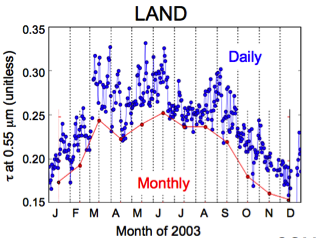 LAND
0.35
Daily
0.30
τ at 0.55 μm (unitless)
0.25
0.20
Monthly
0.15
J F M A M J J A S O N D
Month of 2003